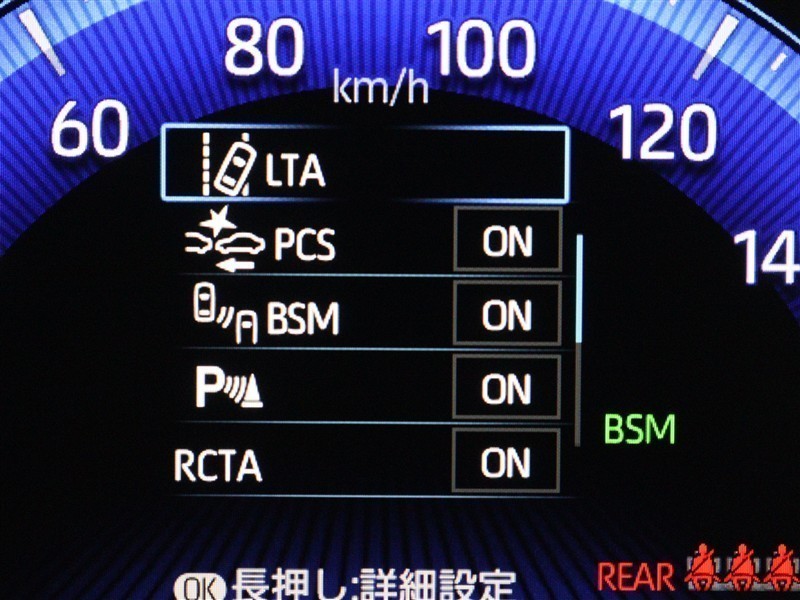 80 100
km/h
60 120
LTA
PCS ON
14
BSM ON
P ON
BSM
RCTA ON
OK 長押し:詳細設定
REAR